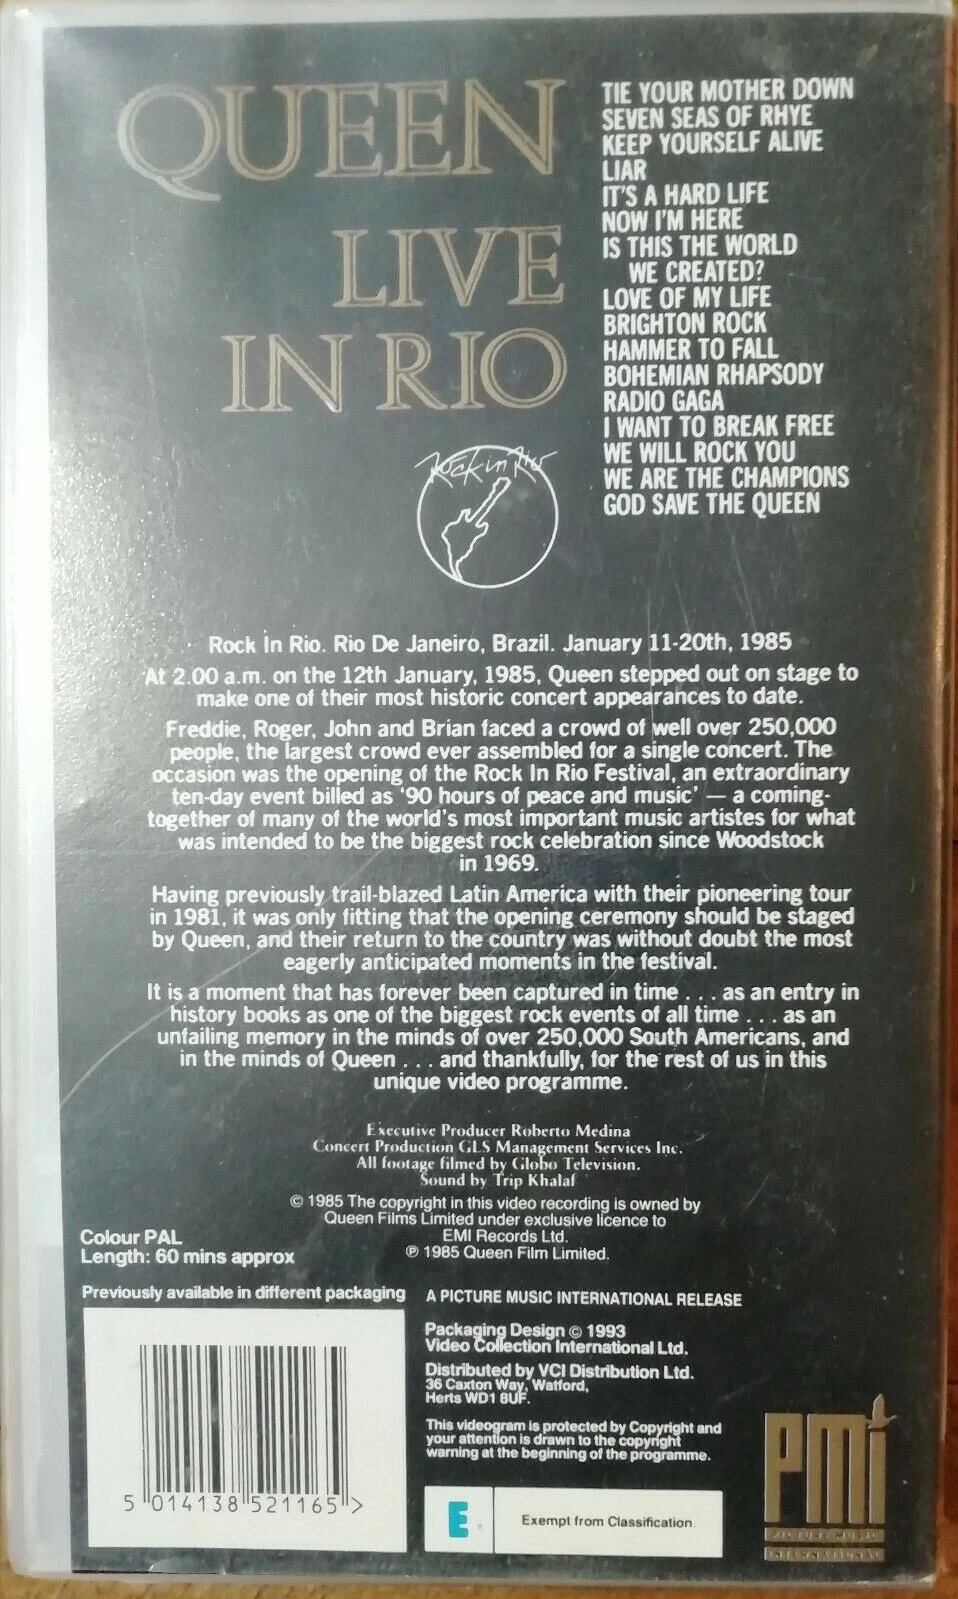 QUEEN
LIVE
IN RIO
Rock in Rio
TIE YOUR MOTHER DOWN
SEVEN SEAS OF RHYE
KEEP YOURSELF ALIVE
LIAR
IT'S A HARD LIFE
NOW I'M HERE
IS THIS THE WORLD
WE CREATED?
LOVE OF MY LIFE
BRIGHTON ROCK
HAMMER TO FALL
BOHEMIAN RHAPSODY
RADIO GAGA
I WANT TO BREAK FREE
WE WILL ROCK YOU
WE ARE THE CHAMPIONS
GOD SAVE THE QUEEN
Rock In Rio. Rio De Janeiro, Brazil. January 11-20th, 1985
At 2.00 a.m. on the 12th January, 1985, Queen stepped out on stage to
make one of their most historic concert appearances to date.
Freddie, Roger, John and Brian faced a crowd of well over 250,000
people, the largest crowd ever assembled for a single concert. The
occasion was the opening of the Rock In Rio Festival, an extraordinary
ten-day event billed as '90 hours of peace and music' — a coming-
together of many of the world's most important music artistes for what
was intended to be the biggest rock celebration since Woodstock
in 1969.
Having previously trail-blazed Latin America with their pioneering tour
in 1981, it was only fitting that the opening ceremony should be staged
by Queen, and their return to the country was without doubt the most
eagerly anticipated moments in the festival.
It is a moment that has forever been captured in time . . . as an entry in
history books as one of the biggest rock events of all time . . . as an
unfailing memory in the minds of over 250,000 South Americans, and
in the minds of Queen . . . and thankfully, for the rest of us in this
unique video programme.
Executive Producer Roberto Medina
Concert Production GLS Management Services Inc.
All footage filmed by Globo Television.
Sound by Trip Khalaf
© 1985 The copyright in this video recording is owned by
Queen Films Limited under exclusive licence to
EMI Records Ltd.
℗ 1985 Queen Film Limited.
Colour PAL
Length: 60 mins approx
Previously available in different packaging
5 014138 521165 >
A PICTURE MUSIC INTERNATIONAL RELEASE
Packaging Design © 1993
Video Collection International Ltd.
Distributed by VCI Distribution Ltd.
36 Caxton Way, Watford,
Herts WD1 8UF.
This videogram is protected by Copyright and
your attention is drawn to the copyright
warning at the beginning of the programme.
E.
Exempt from Classification.
PMI
PICTURE MUSIC
INTERNATIONAL